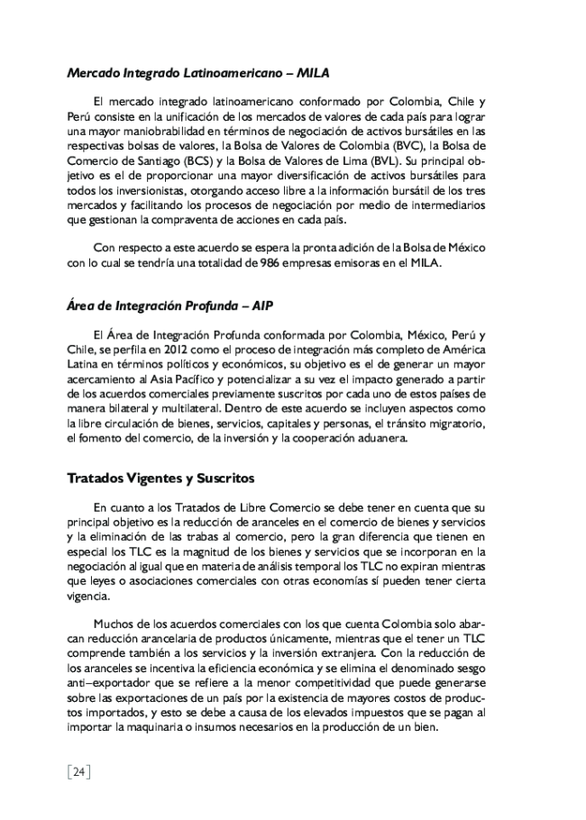 Mercado Integrado Latinoamericano – MILA
El mercado integrado latinoamericano conformado por Colombia, Chile y
Perú consiste en la unificación de los mercados de valores de cada país para lograr
una mayor maniobrabilidad en términos de negociación de activos bursátiles en las
respectivas bolsas de valores, la Bolsa de Valores de Colombia (BVC), la Bolsa de
Comercio de Santiago (BCS) y la Bolsa de Valores de Lima (BVL). Su principal ob-
jetivo es el de proporcionar una mayor diversificación de activos bursátiles para
todos los inversionistas, otorgando acceso libre a la información bursátil de los tres
mercados y facilitando los procesos de negociación por medio de intermediarios
que gestionan la compraventa de acciones en cada país.
Con respecto a este acuerdo se espera la pronta adición de la Bolsa de México
con lo cual se tendría una totalidad de 986 empresas emisoras en el MILA.
Área de Integración Profunda – AIP
El Área de Integración Profunda conformada por Colombia, México, Perú y
Chile, se perfila en 2012 como el proceso de integración más completo de América
Latina en términos políticos y económicos, su objetivo es el de generar un mayor
acercamiento al Asia Pacífico y potencializar a su vez el impacto generado a partir
de los acuerdos comerciales previamente suscritos por cada uno de estos países de
manera bilateral y multilateral. Dentro de este acuerdo se incluyen aspectos como
la libre circulación de bienes, servicios, capitales y personas, el tránsito migratorio,
el fomento del comercio, de la inversión y la cooperación aduanera.
Tratados Vigentes y Suscritos
En cuanto a los Tratados de Libre Comercio se debe tener en cuenta que su
principal objetivo es la reducción de aranceles en el comercio de bienes y servicios
y la eliminación de las trabas al comercio, pero la gran diferencia que tienen en
especial los TLC es la magnitud de los bienes y servicios que se incorporan en la
negociación al igual que en materia de análisis temporal los TLC no expiran mientras
que leyes o asociaciones comerciales con otras economías sí pueden tener cierta
vigencia.
Muchos de los acuerdos comerciales con los que cuenta Colombia solo abar-
can reducción arancelaria de productos únicamente, mientras que el tener un TLC
comprende también a los servicios y la inversión extranjera. Con la reducción de
los aranceles se incentiva la eficiencia económica y se elimina el denominado sesgo
anti–exportador que se refiere a la menor competitividad que puede generarse
sobre las exportaciones de un país por la existencia de mayores costos de produc-
tos importados, y esto se debe a causa de los elevados impuestos que se pagan al
importar la maquinaria o insumos necesarios en la producción de un bien.
[24]